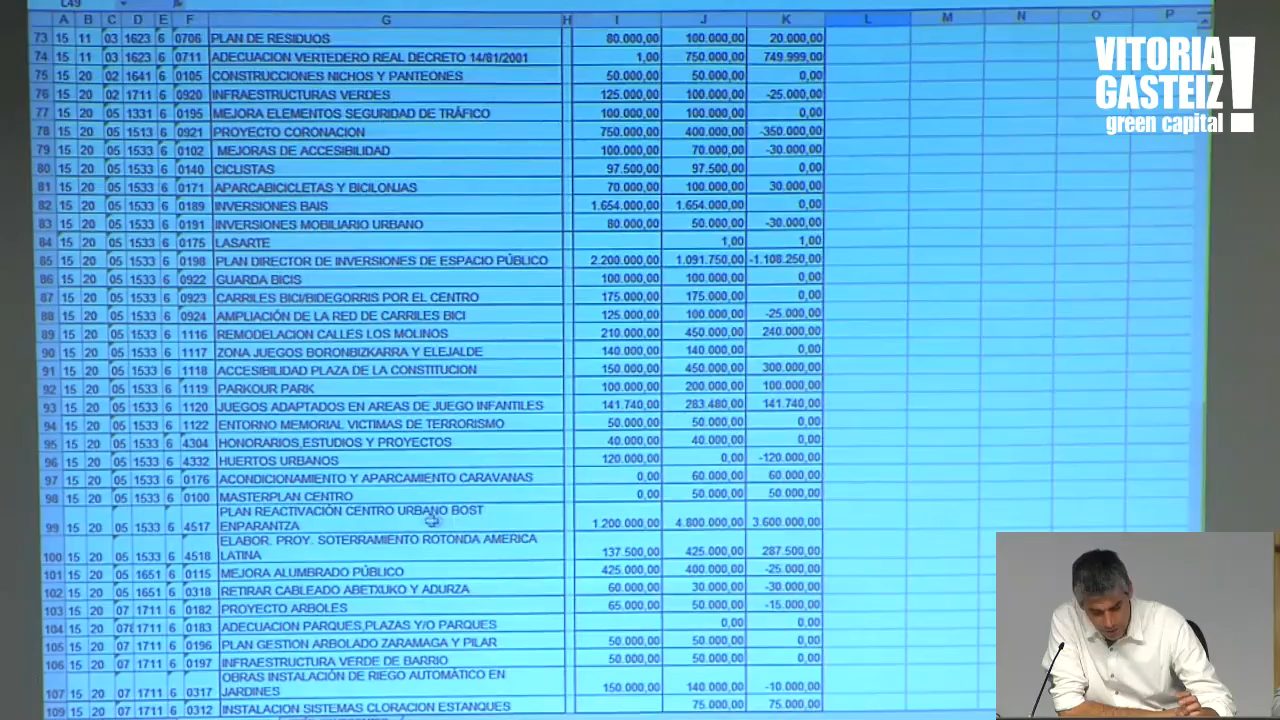 L49
A B C D E F G H I J K L M N O P
73 15 11 03 1623 6 0706 PLAN DE RESIDUOS 80.000,00 100.000,00 20.000,00
74 15 11 03 1623 6 0711 ADECUACION VERTEDERO REAL DECRETO 14/81/2001 1,00 750.000,00 749.999,00
75 15 20 02 1641 6 0105 CONSTRUCCIONES NICHOS Y PANTEONES 50.000,00 50.000,00 0,00
76 15 20 02 1711 6 0920 INFRAESTRUCTURAS VERDES 125.000,00 100.000,00 -25.000,00
77 15 20 05 1331 6 0195 MEJORA ELEMENTOS SEGURIDAD DE TRÁFICO 100.000,00 100.000,00 0,00
78 15 20 05 1513 6 0921 PROYECTO CORONACION 750.000,00 400.000,00 -350.000,00
79 15 20 05 1533 6 0102 MEJORAS DE ACCESIBILIDAD 100.000,00 70.000,00 -30.000,00
80 15 20 05 1533 6 0140 CICLISTAS 97.500,00 97.500,00 0,00
81 15 20 05 1533 6 0171 APARCABICICLETAS Y BICILONJAS 70.000,00 100.000,00 30.000,00
82 15 20 05 1533 6 0189 INVERSIONES BAIS 1.654.000,00 1.654.000,00 0,00
83 15 20 05 1533 6 0191 INVERSIONES MOBILIARIO URBANO 80.000,00 50.000,00 -30.000,00
84 15 20 05 1533 6 0175 LASARTE 1,00 1,00
85 15 20 05 1533 6 0198 PLAN DIRECTOR DE INVERSIONES DE ESPACIO PÚBLICO 2.200.000,00 1.091.750,00 -1.108.250,00
86 15 20 05 1533 6 0922 GUARDA BICIS 100.000,00 100.000,00 0,00
87 15 20 05 1533 6 0923 CARRILES BICI/BIDEGORRIS POR EL CENTRO 175.000,00 175.000,00 0,00
88 15 20 05 1533 6 0924 AMPLIACIÓN DE LA RED DE CARRILES BICI 125.000,00 100.000,00 -25.000,00
89 15 20 05 1533 6 1116 REMODELACION CALLES LOS MOLINOS 210.000,00 450.000,00 240.000,00
90 15 20 05 1533 6 1117 ZONA JUEGOS BORONBIZKARRA Y ELEJALDE 140.000,00 140.000,00 0,00
91 15 20 05 1533 6 1118 ACCESIBILIDAD PLAZA DE LA CONSTITUCION 150.000,00 450.000,00 300.000,00
92 15 20 05 1533 6 1119 PARKOUR PARK 100.000,00 200.000,00 100.000,00
93 15 20 05 1533 6 1120 JUEGOS ADAPTADOS EN AREAS DE JUEGO INFANTILES 141.740,00 283.480,00 141.740,00
94 15 20 05 1533 6 1122 ENTORNO MEMORIAL VICTIMAS DE TERRORISMO 50.000,00 50.000,00 0,00
95 15 20 05 1533 6 4304 HONORARIOS,ESTUDIOS Y PROYECTOS 40.000,00 40.000,00 0,00
96 15 20 05 1533 6 4332 HUERTOS URBANOS 120.000,00 0,00 -120.000,00
97 15 20 05 1533 6 0176 ACONDICIONAMIENTO Y APARCAMIENTO CARAVANAS 0,00 60.000,00 60.000,00
98 15 20 05 1533 6 0100 MASTERPLAN CENTRO 0,00 50.000,00 50.000,00
PLAN REACTIVACIÓN CENTRO URBANO BOST
99 15 20 05 1533 6 4517 ENPARANTZA 1.200.000,00 4.800.000,00 3.600.000,00
ELABOR. PROY. SOTERRAMIENTO ROTONDA AMERICA
100 15 20 05 1533 6 4518 LATINA 137.500,00 425.000,00 287.500,00
101 15 20 05 1651 6 0115 MEJORA ALUMBRADO PÚBLICO 425.000,00 400.000,00 -25.000,00
102 15 20 05 1651 6 0318 RETIRAR CABLEADO ABETXUKO Y ADURZA 60.000,00 30.000,00 -30.000,00
103 15 20 07 1711 6 0182 PROYECTO ARBOLES 65.000,00 50.000,00 -15.000,00
104 15 20 1711 6 0183 ADECUACION PARQUES,PLAZAS Y/O PARQUES 0,00 0,00
105 15 20 07 1711 6 0196 PLAN GESTION ARBOLADO ZARAMAGA Y PILAR 50.000,00 50.000,00 0,00
106 15 20 07 1711 6 0197 INFRAESTRUCTURA VERDE DE BARRIO 50.000,00 50.000,00 0,00
OBRAS INSTALACIÓN DE RIEGO AUTOMÁTICO EN
107 15 20 07 1711 6 0317 JARDINES 150.000,00 140.000,00 -10.000,00
109 15 20 07 1711 6 0312 INSTALACION SISTEMAS CLORACION ESTANQUES 75.000,00 75.000,00
VITORIA
GASTEIZ!
green capital